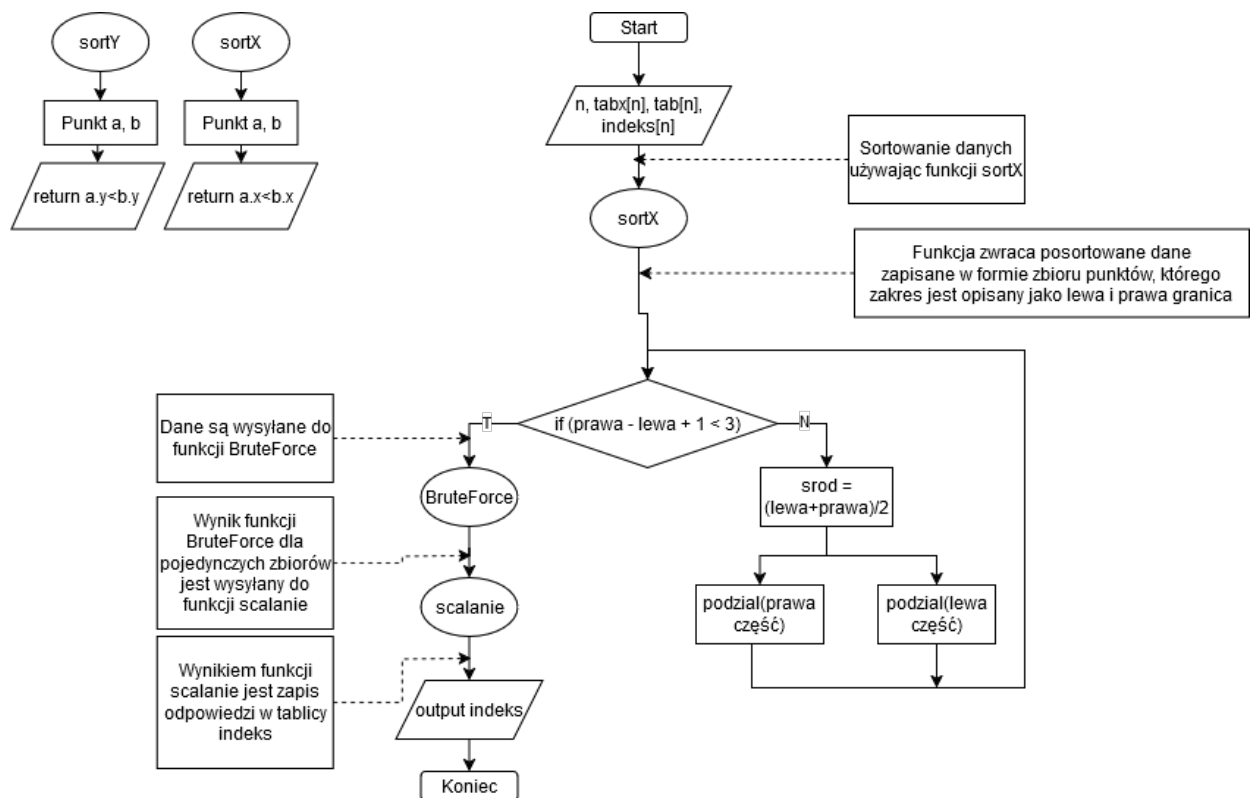 sortY
sortX
Start
Punkt a, b
Punkt a, b
n, tabx[n], tab[n],
indeks[n]
return a.y<b.y
return a.x<b.x
Sortowanie danych
używając funkcji sortX
sortX
Funkcja zwraca posortowane dane
zapisane w formie zbioru punktów, którego
zakres jest opisany jako lewa i prawa granica
if (prawa - lewa + 1 < 3)
T
N
Dane są wysyłane do
funkcji BruteForce
BruteForce
srod =
(lewa+prawa)/2
Wynik funkcji
BruteForce dla
pojedynczych zbiorów
jest wysyłany do
funkcji scalanie
scalanie
podzial(prawa
część)
podzial(lewa
część)
Wynikiem funkcji
scalanie jest zapis
odpowiedzi w tablicy
indeks
output indeks
Koniec